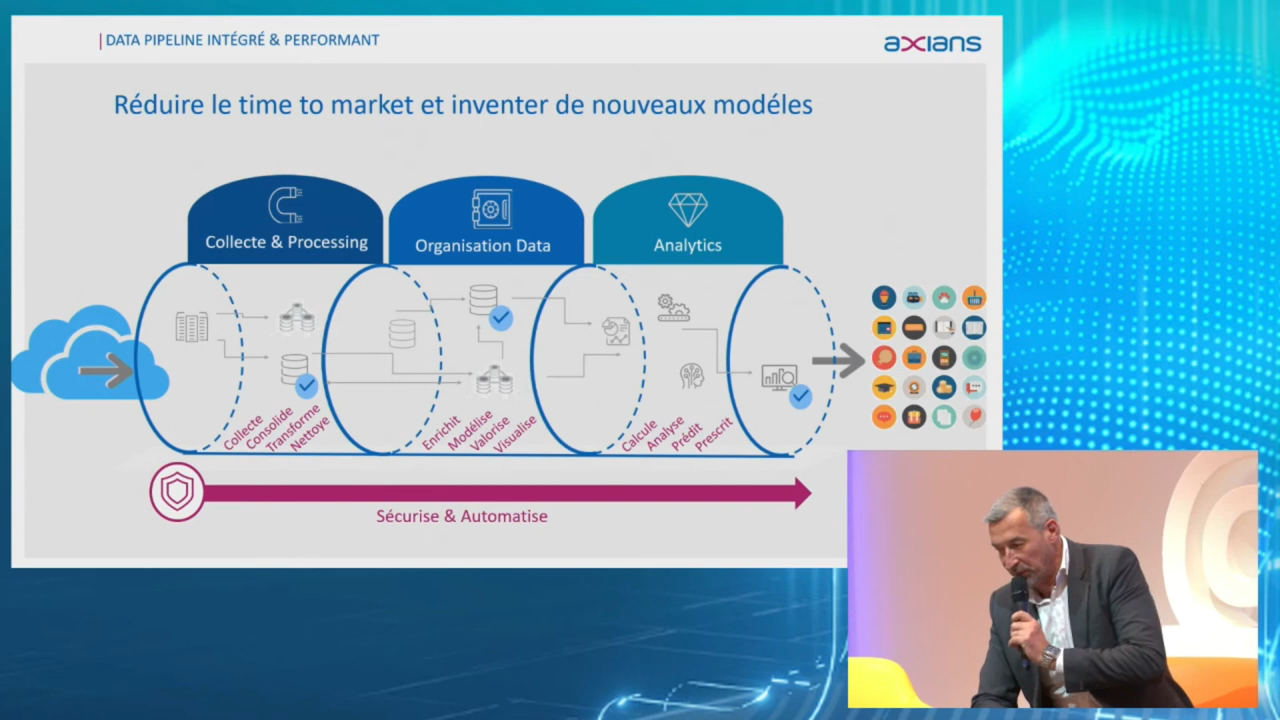 DATA PIPELINE INTÉGRÉ & PERFORMANT
axians
Réduire le time to market et inventer de nouveaux modéles
Collecte & Processing
Organisation Data
Analytics
Collecte
Consolide
Transforme
Nettoye
Enrichit
Modélise
Valorise
Visualise
Calcule
Analyse
Prédit
Prescrit
Sécurise & Automatise